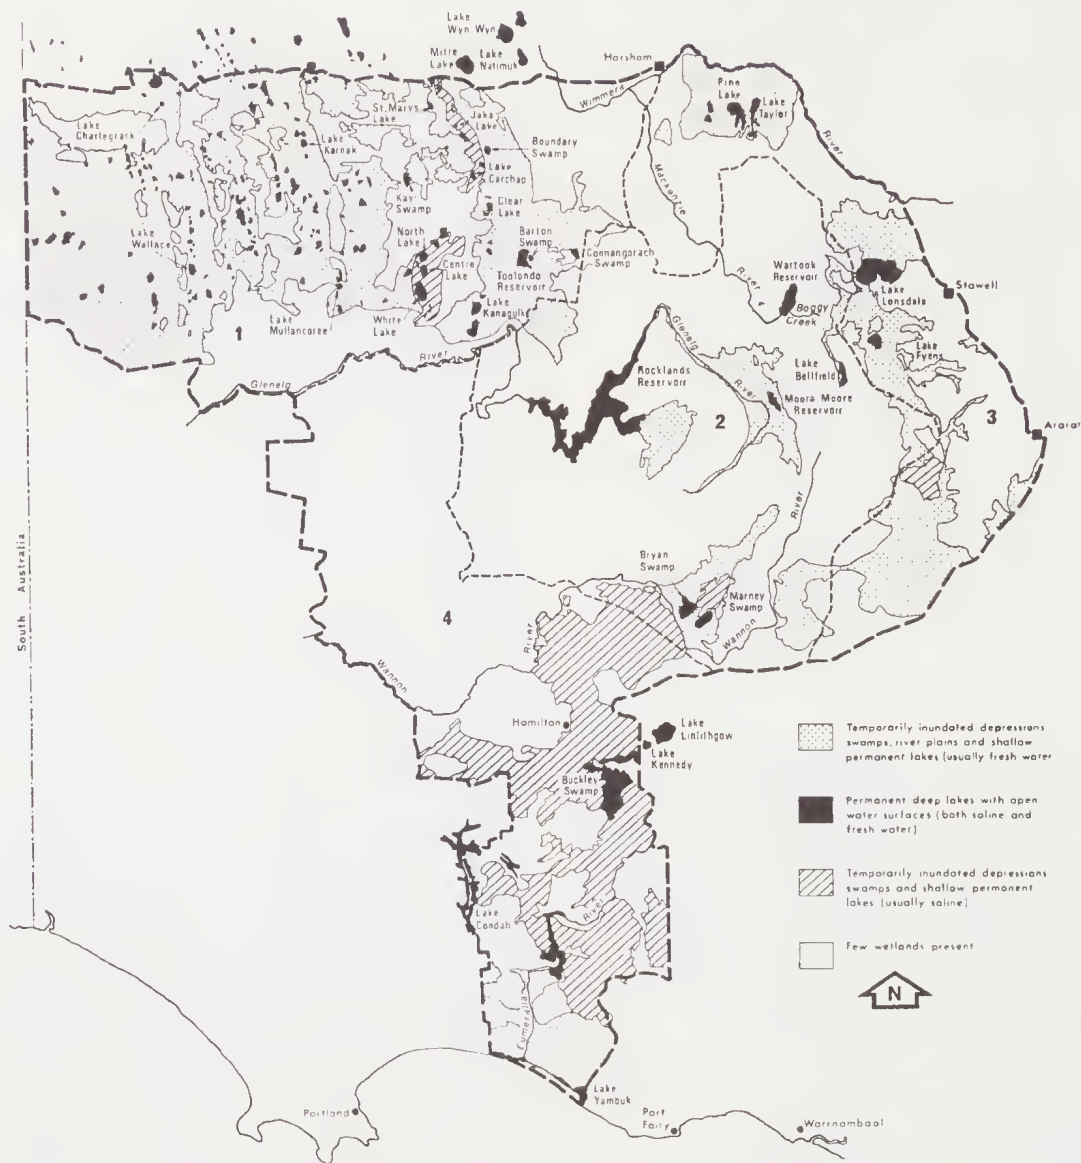 Lake
Wyn Wyn
Mitre
Lake
Lake
Natimuk
Horsham
Wimmera
River
Pine
Lake
Lake
Taylor
St. Marys
Lake
Jaka
Lake
Lake
Charlegrark
Lake
Karnak
Boundary
Swamp
Lake
Carchap
Mackenzie
River
Kay
Swamp
Clear
Lake
North
Lake
Barton
Swamp
Lake
Wallace
Centre
Lake
Toolondo
Reservoir
Connangorach
Swamp
Wartook
Reservoir
Boggy
Creek
Lake
Lonsdale
Stawell
1
Lake
Mullancoree
White
Lake
Lake
Kanagulk
River
Glenelg
Glenelg
River
Rocklands
Reservoir
Lake
Bellfield
Lake
Fyens
Moora Moore
Reservoir
2
3
Ararat
River
South Australia
Bryan
Swamp
Marney
Swamp
Wannon
4
River
Wannon
Hamilton
Lake
Linlithgow
Lake
Kennedy
Buckley
Swamp
Lake
Condah
River
Eumeralla
Lake
Yambuk
Portland
Port
Fairy
Warrnambool
Temporarily inundated depressions
swamps, river plains and shallow
permanent lakes (usually fresh water
Permanent deep lakes with open
water surfaces (both saline and
fresh water)
Temporarily inundated depressions
swamps and shallow permanent
lakes (usually saline)
Few wetlands present
N